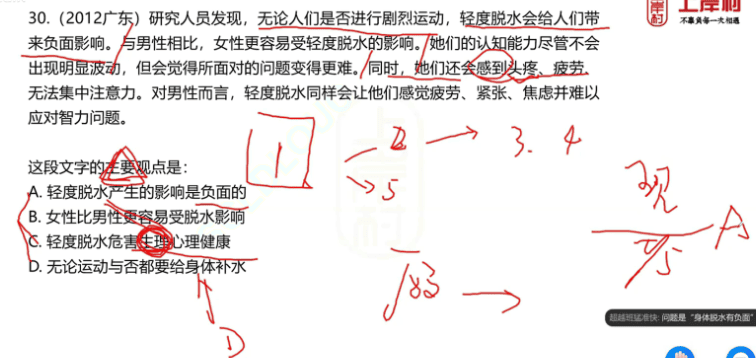 30.（2012广东）研究人员发现，无论人们是否进行剧烈运动，轻度脱水会给人们带
来负面影响。与男性相比，女性更容易受轻度脱水的影响。她们的认知能力尽管不会
出现明显波动，但会觉得所面对的问题变得更难。同时，她们还会感到头疼、疲劳、
无法集中注意力。对男性而言，轻度脱水同样会让他们感觉疲劳、紧张、焦虑并难以
应对智力问题。
这段文字的主要观点是：
A. 轻度脱水产生的影响是负面的
B. 女性比男性更容易受脱水影响
C. 轻度脱水危害生理心理健康
D. 无论运动与否都要给身体补水
1
2
3. 4
5
观
A
D
上岸村
不辜负每一次相遇
超越班猛准快: 问题是 “身体脱水有负面”